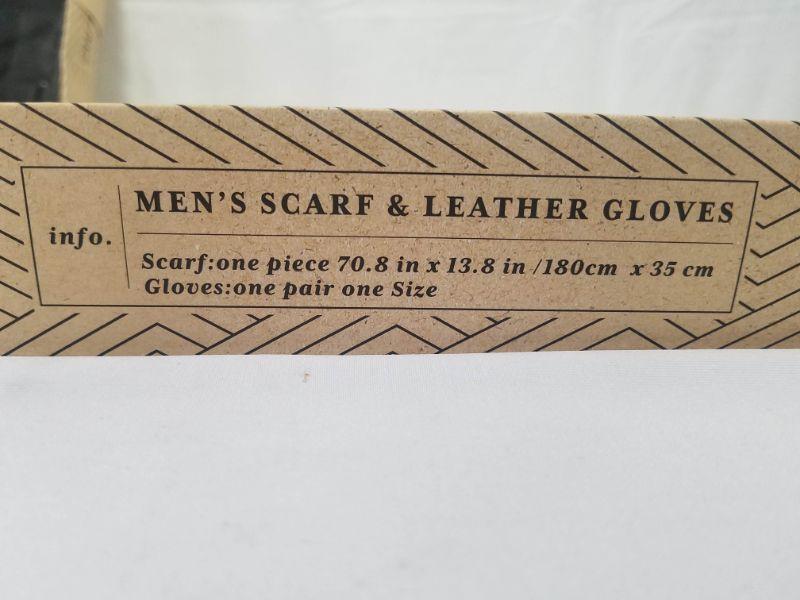 info.
MEN'S SCARF & LEATHER GLOVES
Scarf:one piece 70.8 in x 13.8 in /180cm x 35 cm
Gloves:one pair one Size